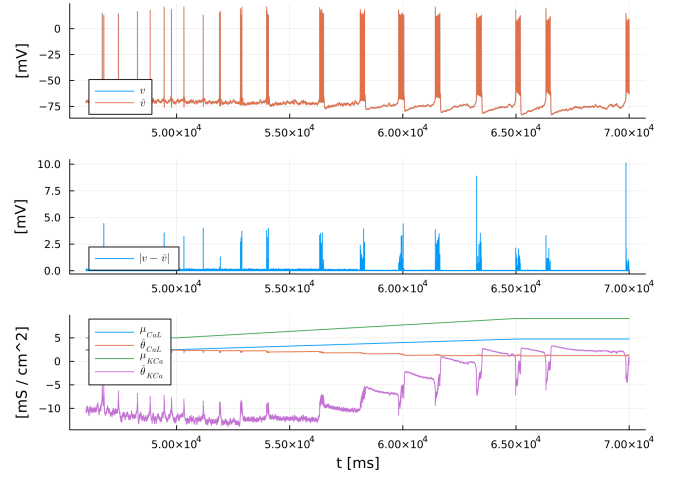 0
−25
−50
−75
[mV]
v
v̂
5.00×10⁴ 5.50×10⁴ 6.00×10⁴ 6.50×10⁴ 7.00×10⁴
10.0
7.5
5.0
2.5
0.0
[mV]
|v − v̂|
5.00×10⁴ 5.50×10⁴ 6.00×10⁴ 6.50×10⁴ 7.00×10⁴
5
0
−5
−10
[mS / cm^2]
μ_CaL
θ̂_CaL
μ_KCa
θ̂_KCa
5.00×10⁴ 5.50×10⁴ 6.00×10⁴ 6.50×10⁴ 7.00×10⁴
t [ms]